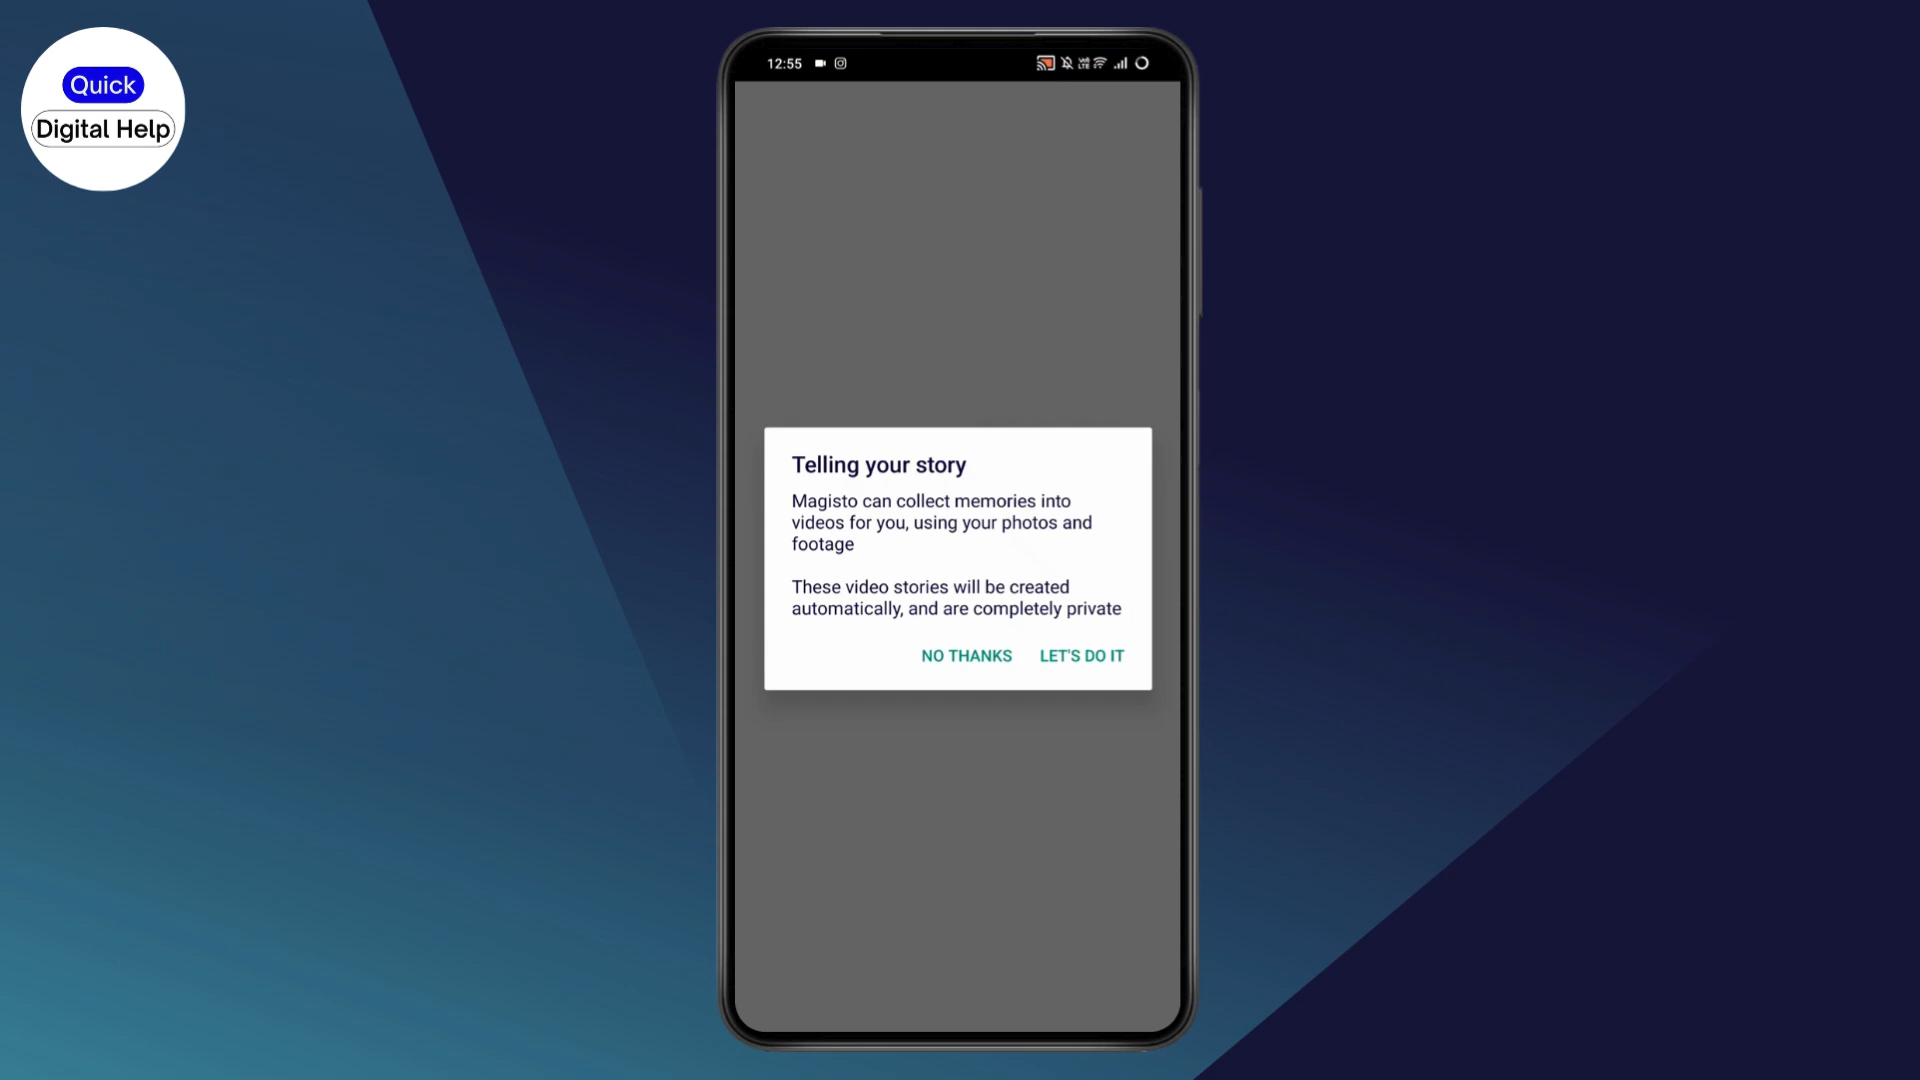 Quick
Digital Help
12:55
Telling your story
Magisto can collect memories into
videos for you, using your photos and
footage
These video stories will be created
automatically, and are completely private
NO THANKS LET'S DO IT